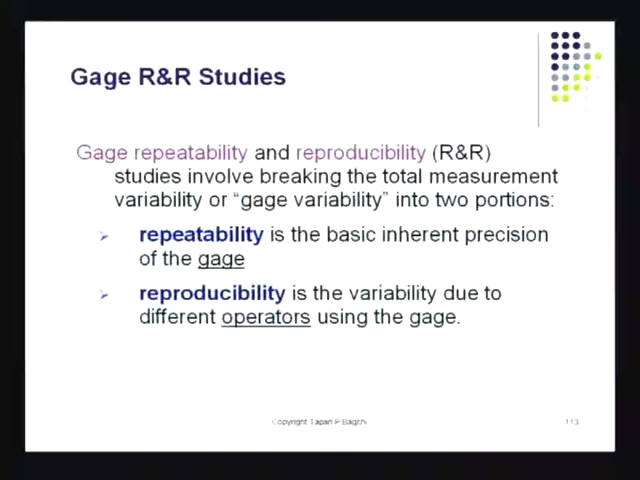 Gage R&R Studies
Gage repeatability and reproducibility (R&R)
studies involve breaking the total measurement
variability or “gage variability” into two portions:
repeatability is the basic inherent precision
of the gage
reproducibility is the variability due to
different operators using the gage.
Copyright Tapan P Bagchi
113